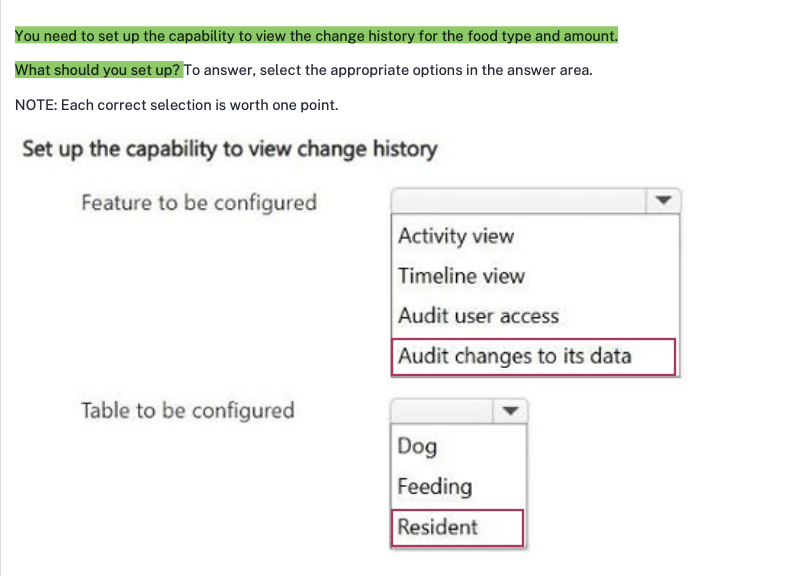 You need to set up the capability to view the change history for the food type and amount.
What should you set up? To answer, select the appropriate options in the answer area.
NOTE: Each correct selection is worth one point.
Set up the capability to view change history
Feature to be configured
Activity view
Timeline view
Audit user access
Audit changes to its data
Table to be configured
Dog
Feeding
Resident